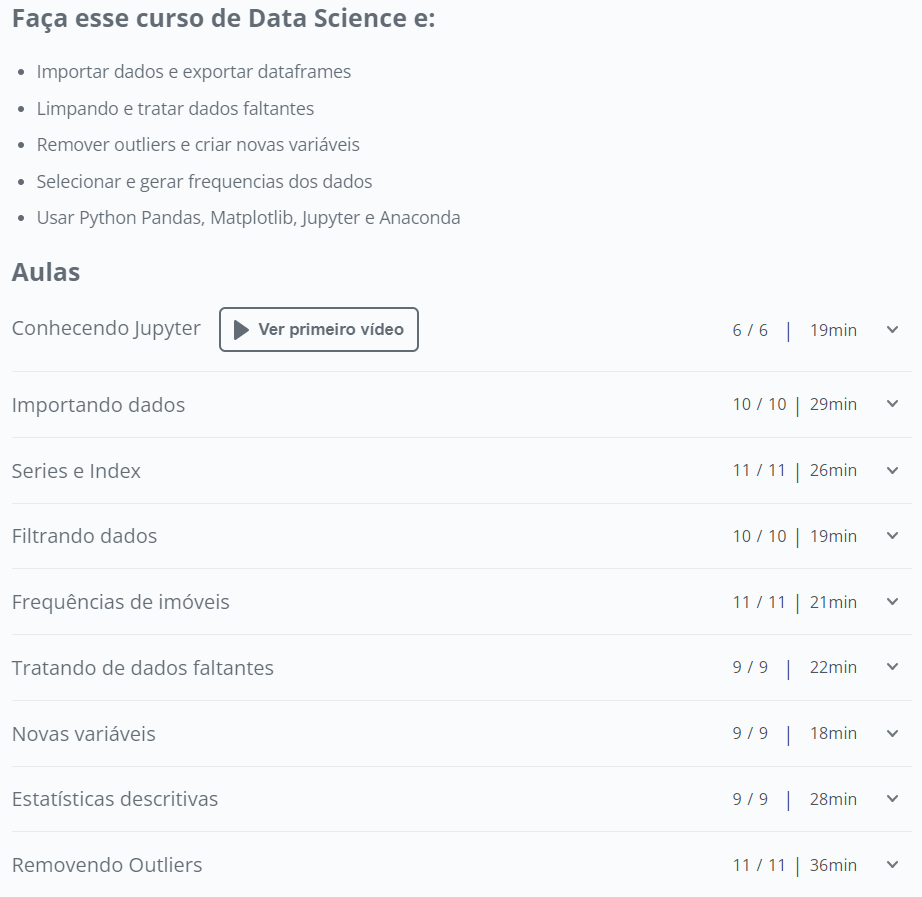 Faça esse curso de Data Science e:
• Importar dados e exportar dataframes
• Limpando e tratar dados faltantes
• Remover outliers e criar novas variáveis
• Selecionar e gerar frequencias dos dados
• Usar Python Pandas, Matplotlib, Jupyter e Anaconda
Aulas
Conhecendo Jupyter Ver primeiro vídeo 6 / 6 | 19min
Importando dados 10 / 10 | 29min
Series e Index 11 / 11 | 26min
Filtrando dados 10 / 10 | 19min
Frequências de imóveis 11 / 11 | 21min
Tratando de dados faltantes 9 / 9 | 22min
Novas variáveis 9 / 9 | 18min
Estatísticas descritivas 9 / 9 | 28min
Removendo Outliers 11 / 11 | 36min